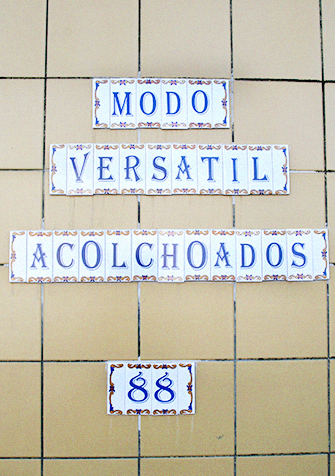 MODO
VERSATIL
ACOLCHOADOS
88